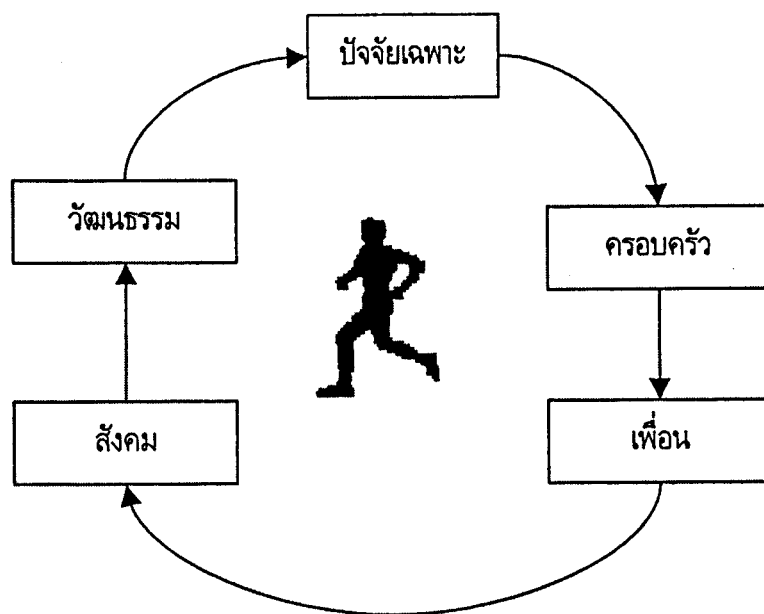 ปัจจัยเฉพาะ
วัฒนธรรม
ครอบครัว
สังคม
เพื่อน